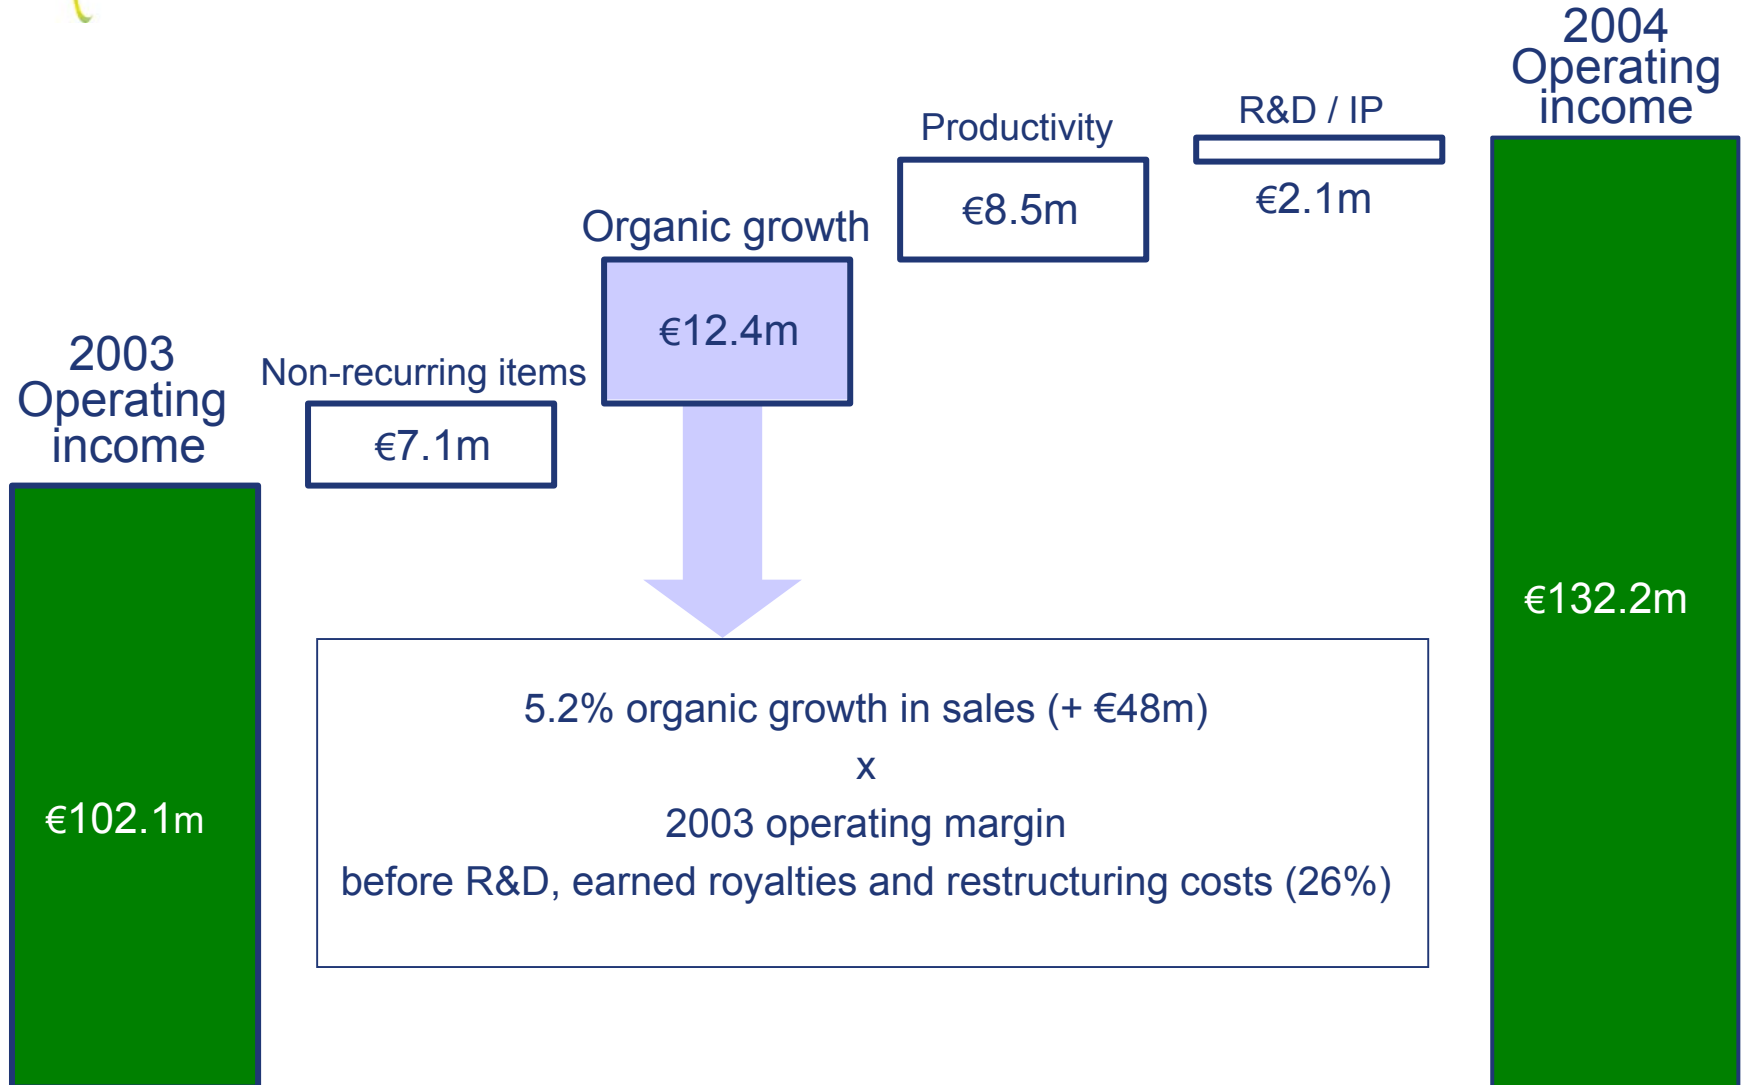 2003
Operating
income
€102.1m
Non-recurring items
€7.1m
Organic growth
€12.4m
Productivity
€8.5m
R&D / IP
€2.1m
2004
Operating
income
€132.2m
5.2% organic growth in sales (+ €48m)
x
2003 operating margin
before R&D, earned royalties and restructuring costs (26%)